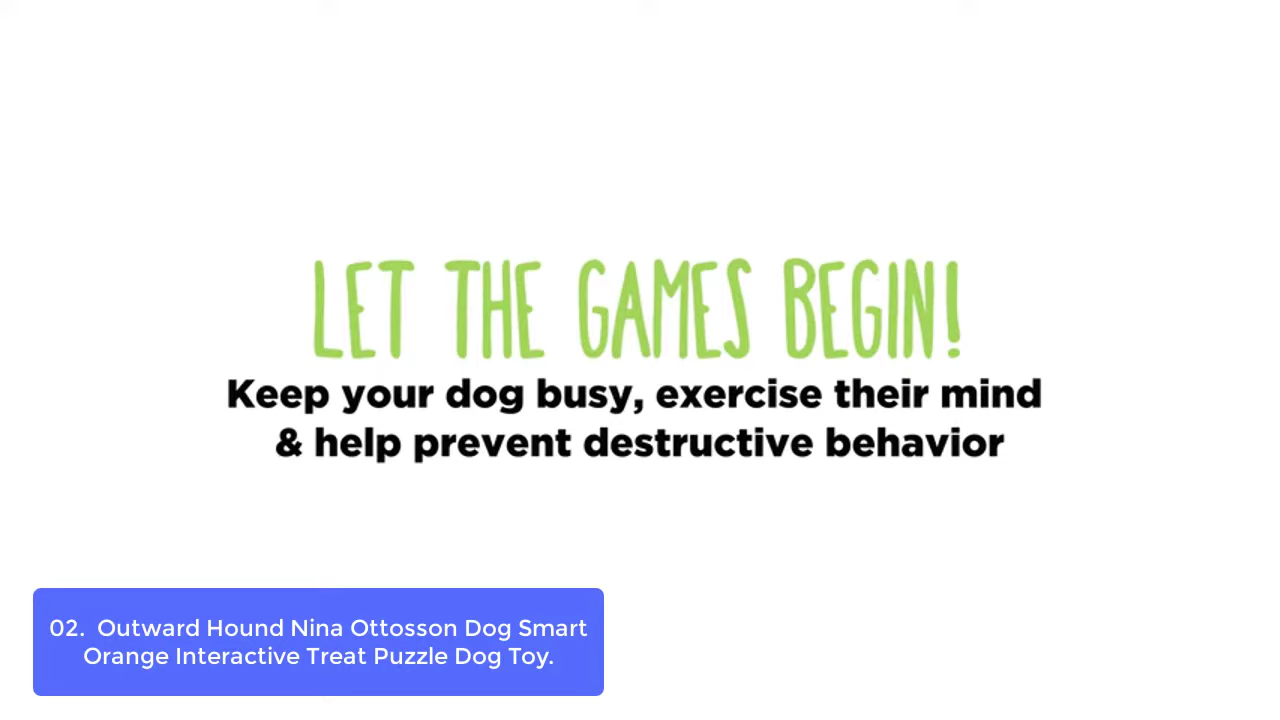 LET THE GAMES BEGIN!
Keep your dog busy, exercise their mind
& help prevent destructive behavior
02. Outward Hound Nina Ottosson Dog Smart
Orange Interactive Treat Puzzle Dog Toy.